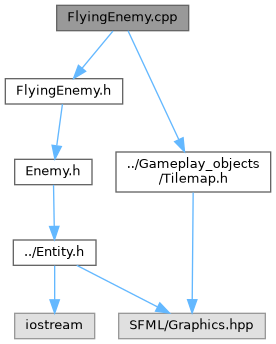 FlyingEnemy.cpp
FlyingEnemy.h
../Gameplay_objects
/Tilemap.h
Enemy.h
../Entity.h
iostream
SFML/Graphics.hpp